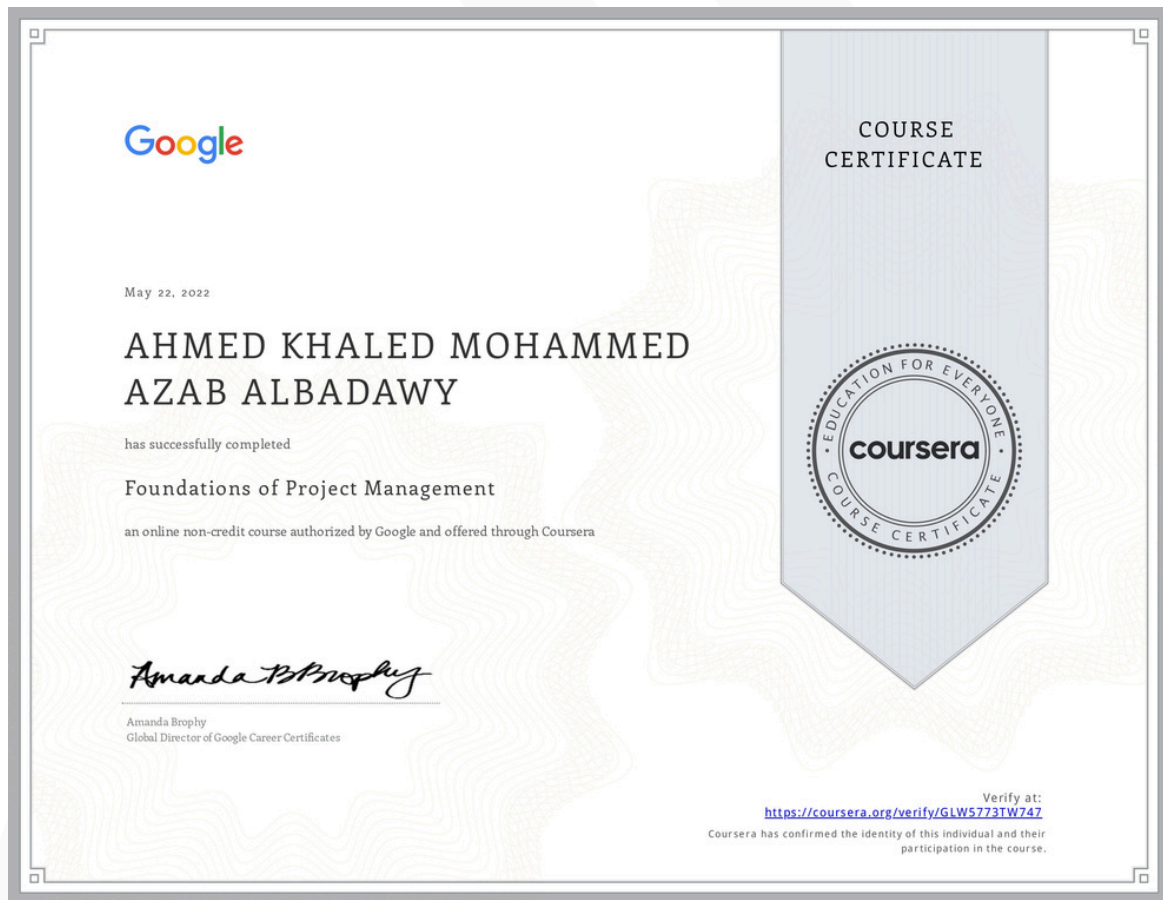 Google
COURSE
CERTIFICATE
May 22, 2022
AHMED KHALED MOHAMMED
AZAB ALBADAWY
has successfully completed
Foundations of Project Management
an online non-credit course authorized by Google and offered through Coursera
EDUCATION FOR EVERYONE
coursera
COURSE CERTIFICATE
Amanda B Brophy
Amanda Brophy
Global Director of Google Career Certificates
Verify at:
https://coursera.org/verify/GLW5773TW747
Coursera has confirmed the identity of this individual and their
participation in the course.